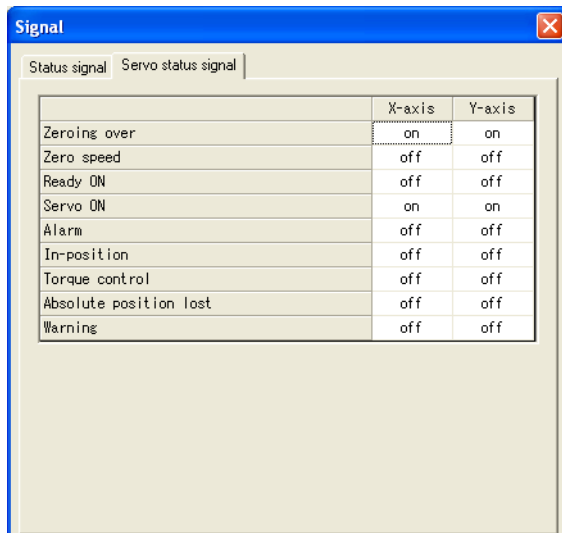 Signal
Status signal Servo status signal
X-axis Y-axis
Zeroing over on on
Zero speed off off
Ready ON off off
Servo ON on on
Alarm off off
In-position off off
Torque control off off
Absolute position lost off off
Warning off off